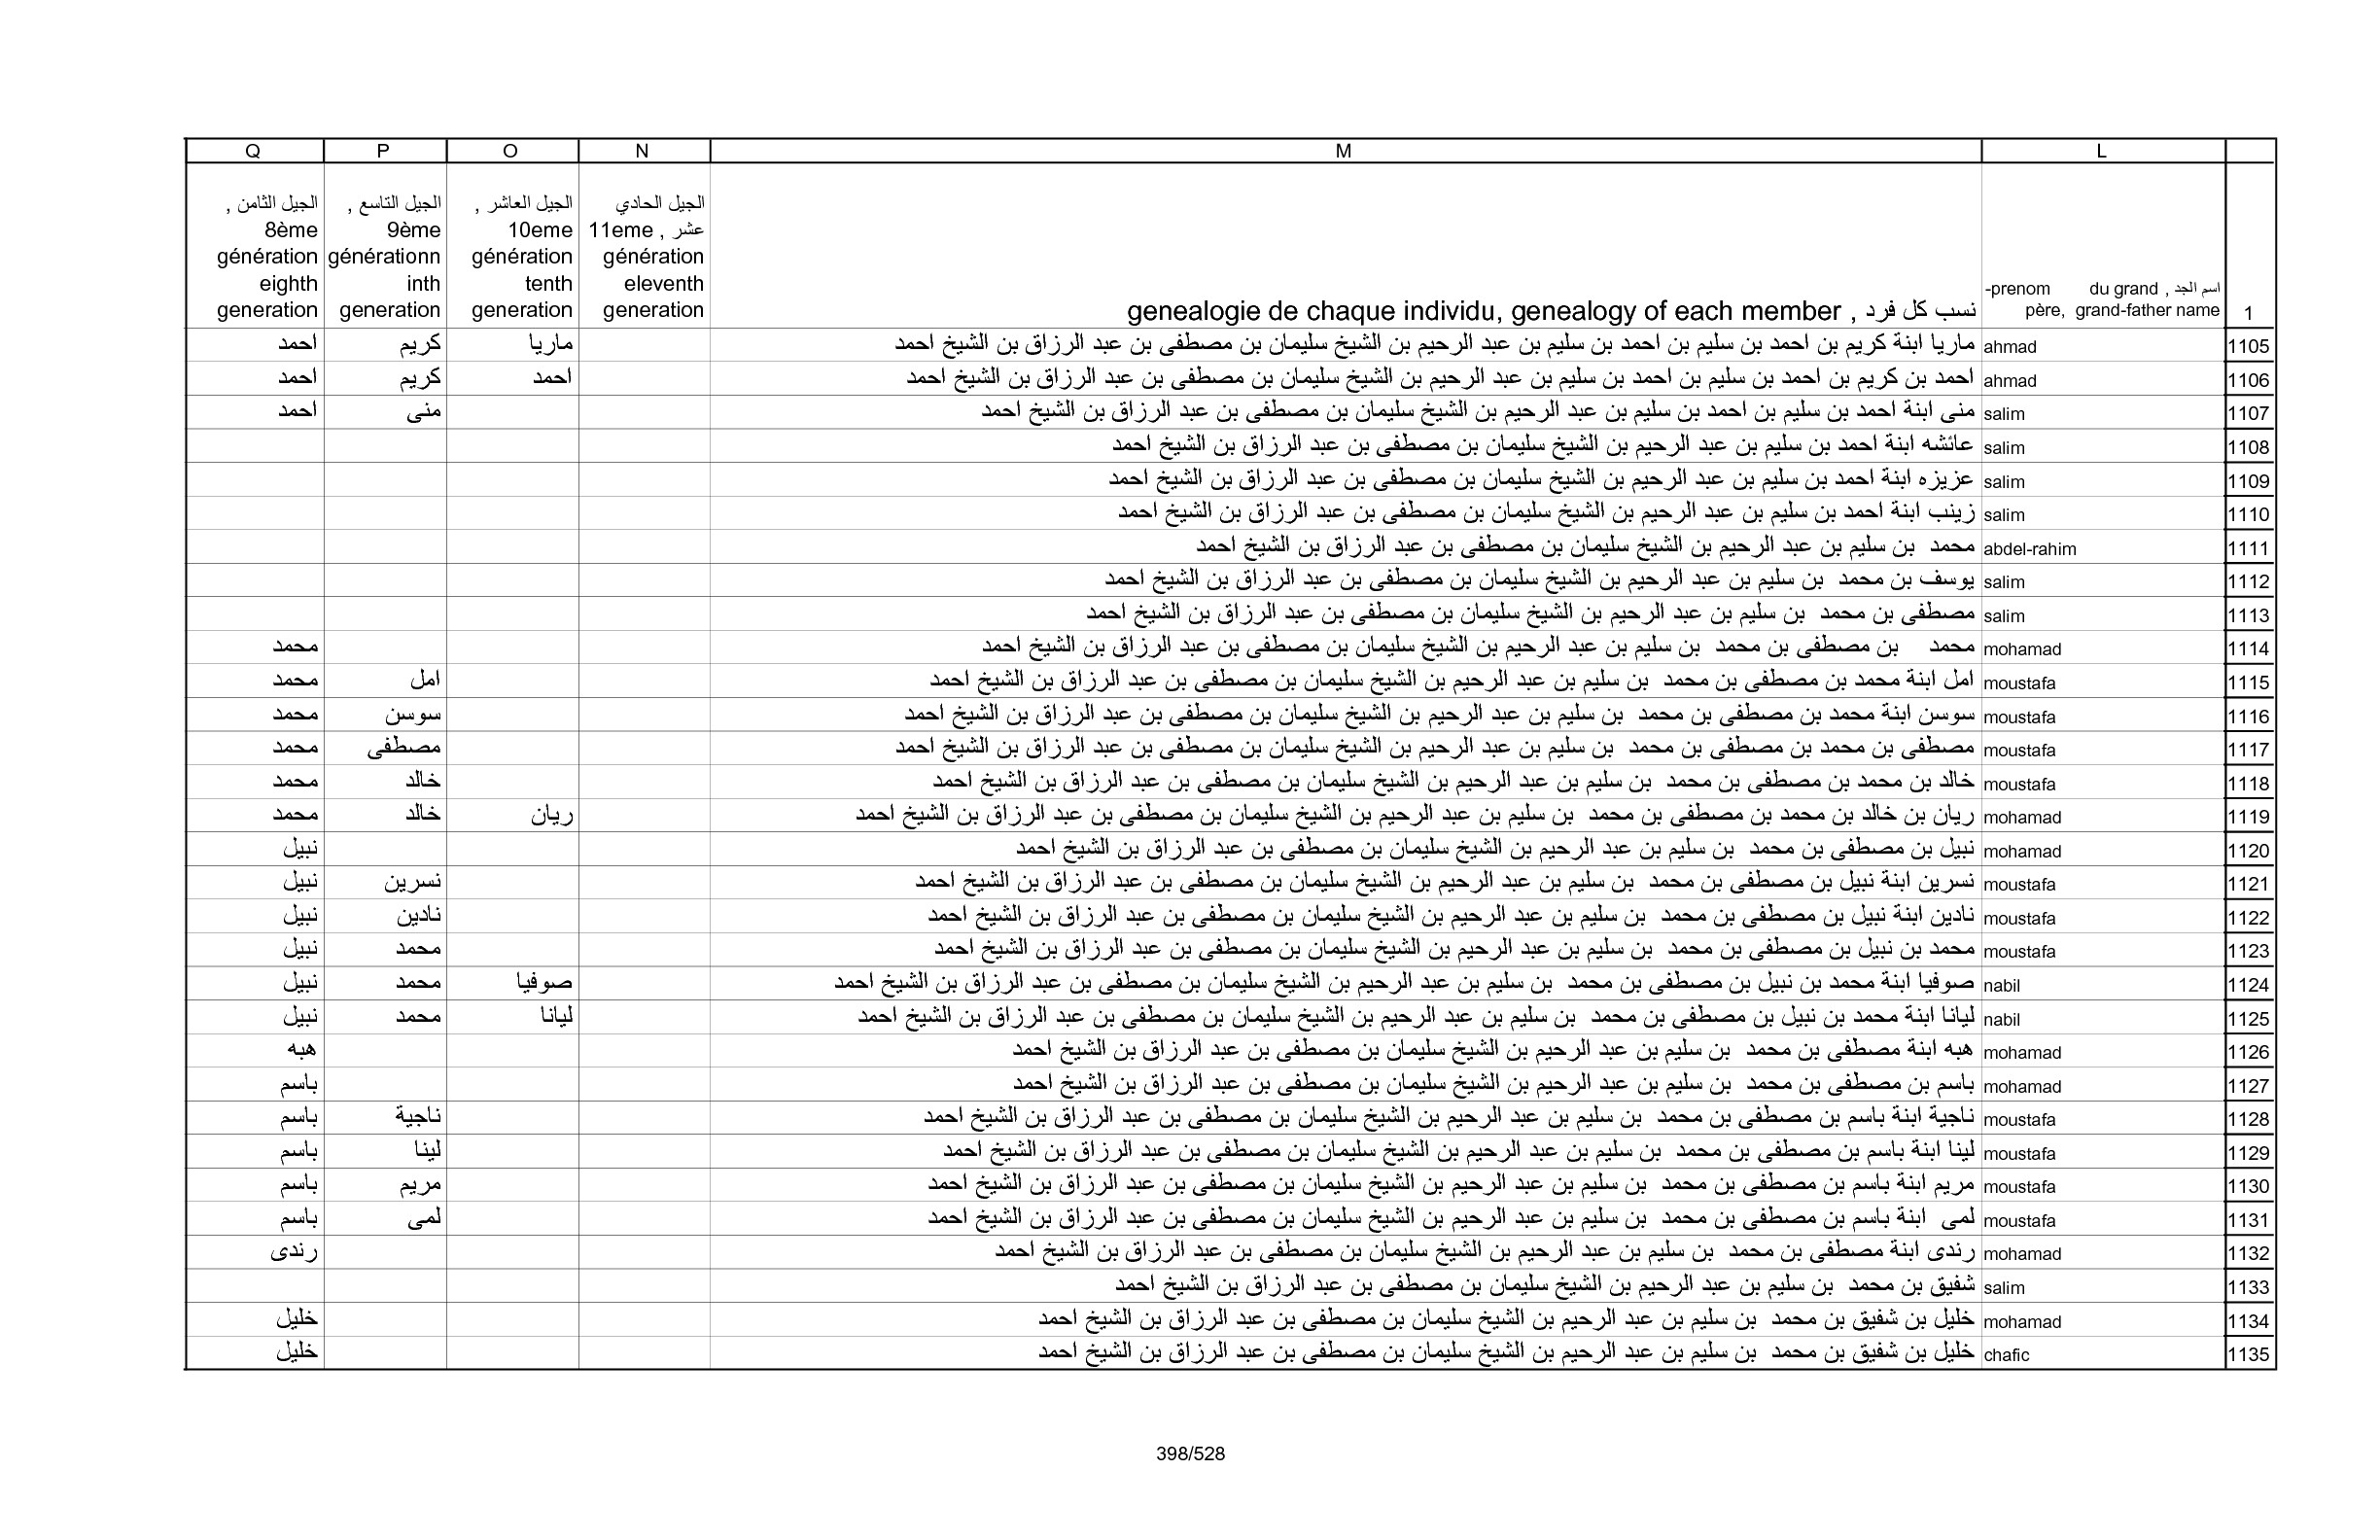 Q P O N M L
الجيل الثامن , 8ème génération eighth generation
الجيل التاسع , 9ème générationn inth generation
الجيل العاشر , 10eme génération tenth generation
الجيل الحادي عشر , 11eme génération eleventh generation
نسب كل فرد , genealogie de chaque individu, genealogy of each member
اسم الجد , du grand -prenom père, grand-father name
1
1105 ahmad ماريا ابنة كريم بن احمد بن سليم بن احمد بن سليم بن عبد الرحيم بن الشيخ سليمان بن مصطفى بن عبد الرزاق بن الشيخ احمد ماريا كريم احمد
1106 ahmad احمد بن كريم بن احمد بن سليم بن احمد بن سليم بن عبد الرحيم بن الشيخ سليمان بن مصطفى بن عبد الرزاق بن الشيخ احمد احمد كريم احمد
1107 salim منى ابنة احمد بن سليم بن احمد بن سليم بن عبد الرحيم بن الشيخ سليمان بن مصطفى بن عبد الرزاق بن الشيخ احمد منى احمد
1108 salim عائشه ابنة احمد بن سليم بن عبد الرحيم بن الشيخ سليمان بن مصطفى بن عبد الرزاق بن الشيخ احمد
1109 salim عزيزه ابنة احمد بن سليم بن عبد الرحيم بن الشيخ سليمان بن مصطفى بن عبد الرزاق بن الشيخ احمد
1110 salim زينب ابنة احمد بن سليم بن عبد الرحيم بن الشيخ سليمان بن مصطفى بن عبد الرزاق بن الشيخ احمد
1111 abdel-rahim محمد بن سليم بن عبد الرحيم بن الشيخ سليمان بن مصطفى بن عبد الرزاق بن الشيخ احمد
1112 salim يوسف بن محمد بن سليم بن عبد الرحيم بن الشيخ سليمان بن مصطفى بن عبد الرزاق بن الشيخ احمد
1113 salim مصطفى بن محمد بن سليم بن عبد الرحيم بن الشيخ سليمان بن مصطفى بن عبد الرزاق بن الشيخ احمد
1114 mohamad محمد بن مصطفى بن محمد بن سليم بن عبد الرحيم بن الشيخ سليمان بن مصطفى بن عبد الرزاق بن الشيخ احمد محمد
1115 moustafa امل ابنة محمد بن مصطفى بن محمد بن سليم بن عبد الرحيم بن الشيخ سليمان بن مصطفى بن عبد الرزاق بن الشيخ احمد امل محمد
1116 moustafa سوسن ابنة محمد بن مصطفى بن محمد بن سليم بن عبد الرحيم بن الشيخ سليمان بن مصطفى بن عبد الرزاق بن الشيخ احمد سوسن محمد
1117 moustafa مصطفى بن محمد بن مصطفى بن محمد بن سليم بن عبد الرحيم بن الشيخ سليمان بن مصطفى بن عبد الرزاق بن الشيخ احمد مصطفى محمد
1118 moustafa خالد بن محمد بن مصطفى بن محمد بن سليم بن عبد الرحيم بن الشيخ سليمان بن مصطفى بن عبد الرزاق بن الشيخ احمد خالد محمد
1119 mohamad ريان بن خالد بن محمد بن مصطفى بن محمد بن سليم بن عبد الرحيم بن الشيخ سليمان بن مصطفى بن عبد الرزاق بن الشيخ احمد ريان خالد محمد
1120 mohamad نبيل بن مصطفى بن محمد بن سليم بن عبد الرحيم بن الشيخ سليمان بن مصطفى بن عبد الرزاق بن الشيخ احمد نبيل
1121 moustafa نسرين ابنة نبيل بن مصطفى بن محمد بن سليم بن عبد الرحيم بن الشيخ سليمان بن مصطفى بن عبد الرزاق بن الشيخ احمد نسرين نبيل
1122 moustafa نادين ابنة نبيل بن مصطفى بن محمد بن سليم بن عبد الرحيم بن الشيخ سليمان بن مصطفى بن عبد الرزاق بن الشيخ احمد نادين نبيل
1123 moustafa محمد بن نبيل بن مصطفى بن محمد بن سليم بن عبد الرحيم بن الشيخ سليمان بن مصطفى بن عبد الرزاق بن الشيخ احمد محمد نبيل
1124 nabil صوفيا ابنة محمد بن نبيل بن مصطفى بن محمد بن سليم بن عبد الرحيم بن الشيخ سليمان بن مصطفى بن عبد الرزاق بن الشيخ احمد صوفيا محمد نبيل
1125 nabil ليانا ابنة محمد بن نبيل بن مصطفى بن محمد بن سليم بن عبد الرحيم بن الشيخ سليمان بن مصطفى بن عبد الرزاق بن الشيخ احمد ليانا محمد نبيل
1126 mohamad هبه ابنة مصطفى بن محمد بن سليم بن عبد الرحيم بن الشيخ سليمان بن مصطفى بن عبد الرزاق بن الشيخ احمد هبه
1127 mohamad باسم بن مصطفى بن محمد بن سليم بن عبد الرحيم بن الشيخ سليمان بن مصطفى بن عبد الرزاق بن الشيخ احمد باسم
1128 moustafa ناجية ابنة باسم بن مصطفى بن محمد بن سليم بن عبد الرحيم بن الشيخ سليمان بن مصطفى بن عبد الرزاق بن الشيخ احمد ناجية باسم
1129 moustafa لينا ابنة باسم بن مصطفى بن محمد بن سليم بن عبد الرحيم بن الشيخ سليمان بن مصطفى بن عبد الرزاق بن الشيخ احمد لينا باسم
1130 moustafa مريم ابنة باسم بن مصطفى بن محمد بن سليم بن عبد الرحيم بن الشيخ سليمان بن مصطفى بن عبد الرزاق بن الشيخ احمد مريم باسم
1131 moustafa لمى ابنة باسم بن مصطفى بن محمد بن سليم بن عبد الرحيم بن الشيخ سليمان بن مصطفى بن عبد الرزاق بن الشيخ احمد لمى باسم
1132 mohamad رندى ابنة مصطفى بن محمد بن سليم بن عبد الرحيم بن الشيخ سليمان بن مصطفى بن عبد الرزاق بن الشيخ احمد رندى
1133 salim شفيق بن محمد بن سليم بن عبد الرحيم بن الشيخ سليمان بن مصطفى بن عبد الرزاق بن الشيخ احمد
1134 mohamad خليل بن شفيق بن محمد بن سليم بن عبد الرحيم بن الشيخ سليمان بن مصطفى بن عبد الرزاق بن الشيخ احمد خليل
1135 chafic خليل بن شفيق بن محمد بن سليم بن عبد الرحيم بن الشيخ سليمان بن مصطفى بن عبد الرزاق بن الشيخ احمد خليل
398/528